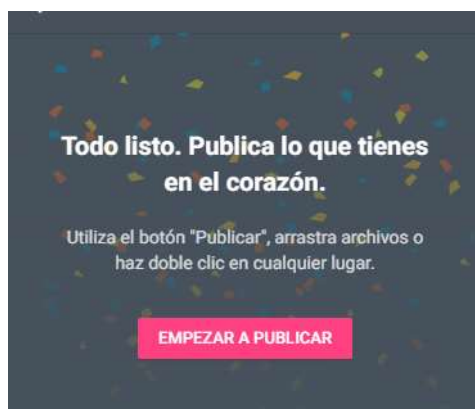 Todo listo. Publica lo que tienes
en el corazón.
Utiliza el botón "Publicar", arrastra archivos o
haz doble clic en cualquier lugar.
EMPEZAR A PUBLICAR